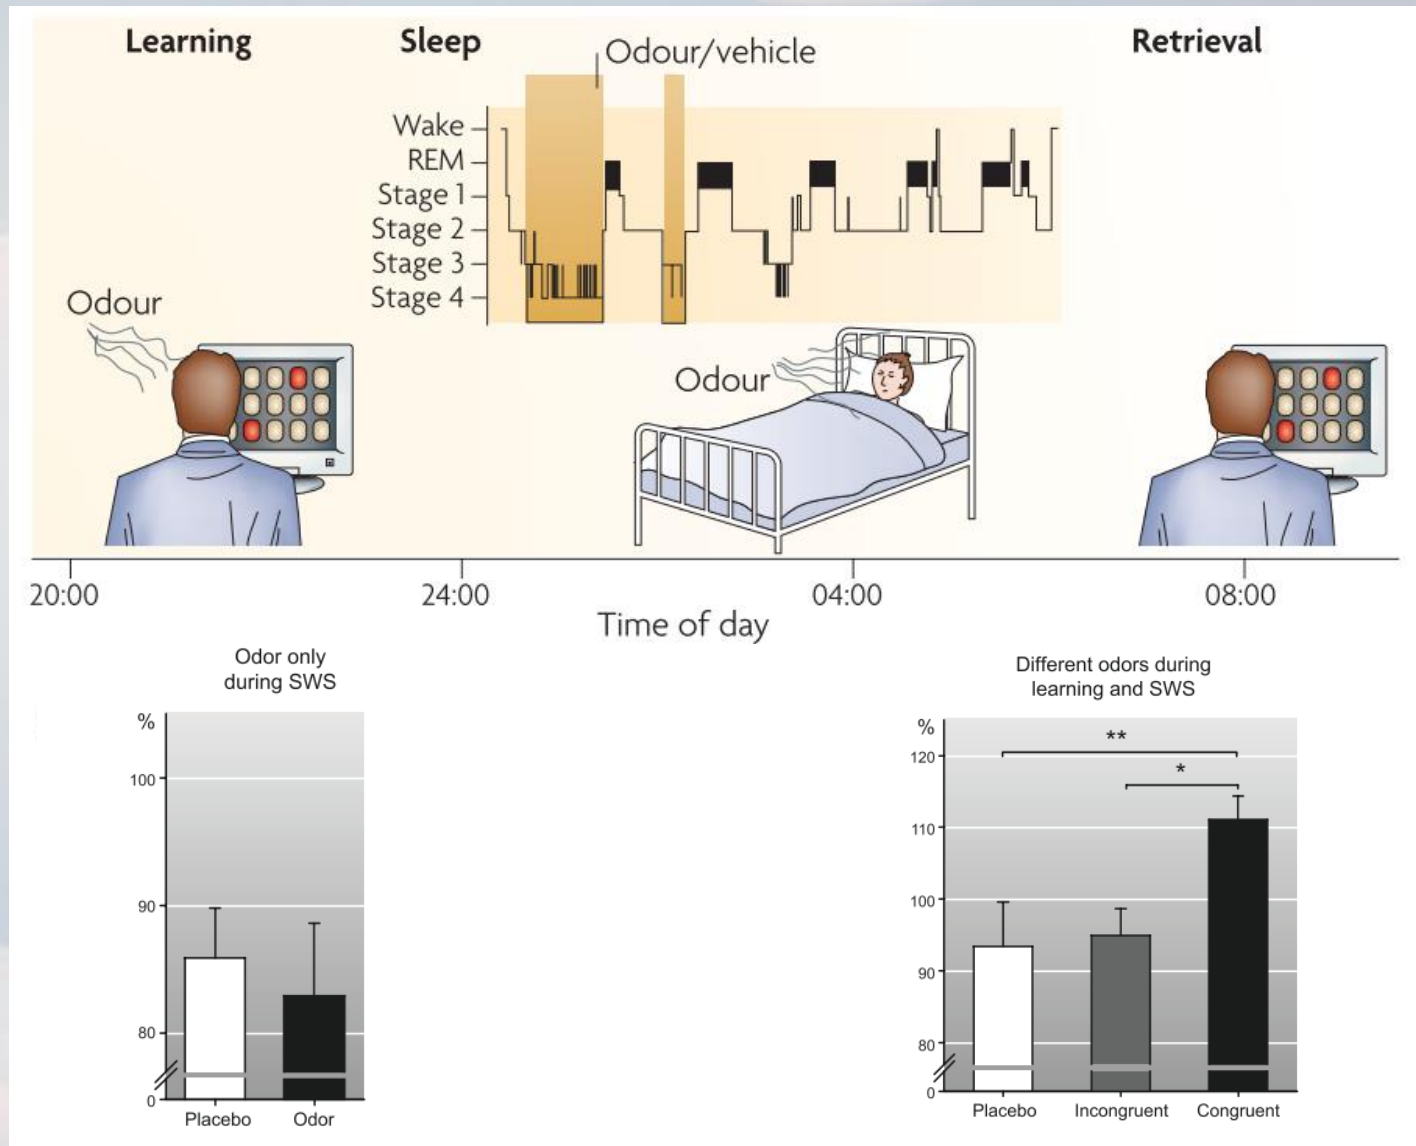 Learning
Sleep
Odour/vehicle
Retrieval
Wake
REM
Stage 1
Stage 2
Stage 3
Stage 4
Odour
Odour
20:00
24:00
04:00
08:00
Time of day
Odor only
during SWS
%
100
90
80
0
Placebo
Odor
Different odors during
learning and SWS
%
120
110
100
90
80
0
**
*
Placebo
Incongruent
Congruent